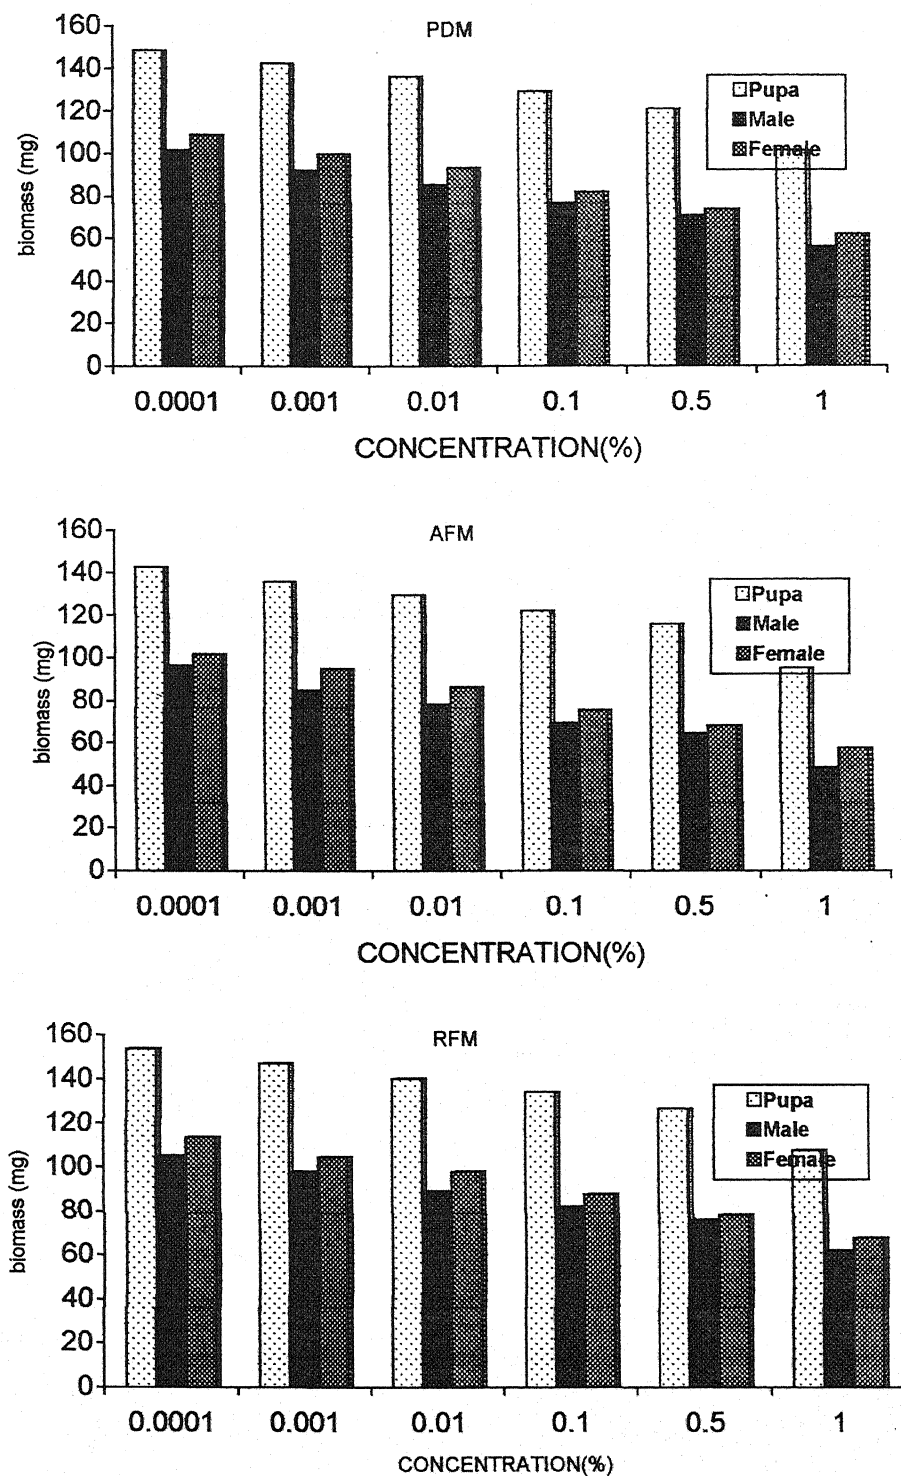 PDM
160
140
120
100
80
60
40
20
0
biomass (mg)
Pupa
Male
Female
0.0001 0.001 0.01 0.1 0.5 1
CONCENTRATION(%)
AFM
160
140
120
100
80
60
40
20
0
biomass (mg)
Pupa
Male
Female
0.0001 0.001 0.01 0.1 0.5 1
CONCENTRATION(%)
RFM
160
140
120
100
80
60
40
20
0
biomass (mg)
Pupa
Male
Female
0.0001 0.001 0.01 0.1 0.5 1
CONCENTRATION(%)